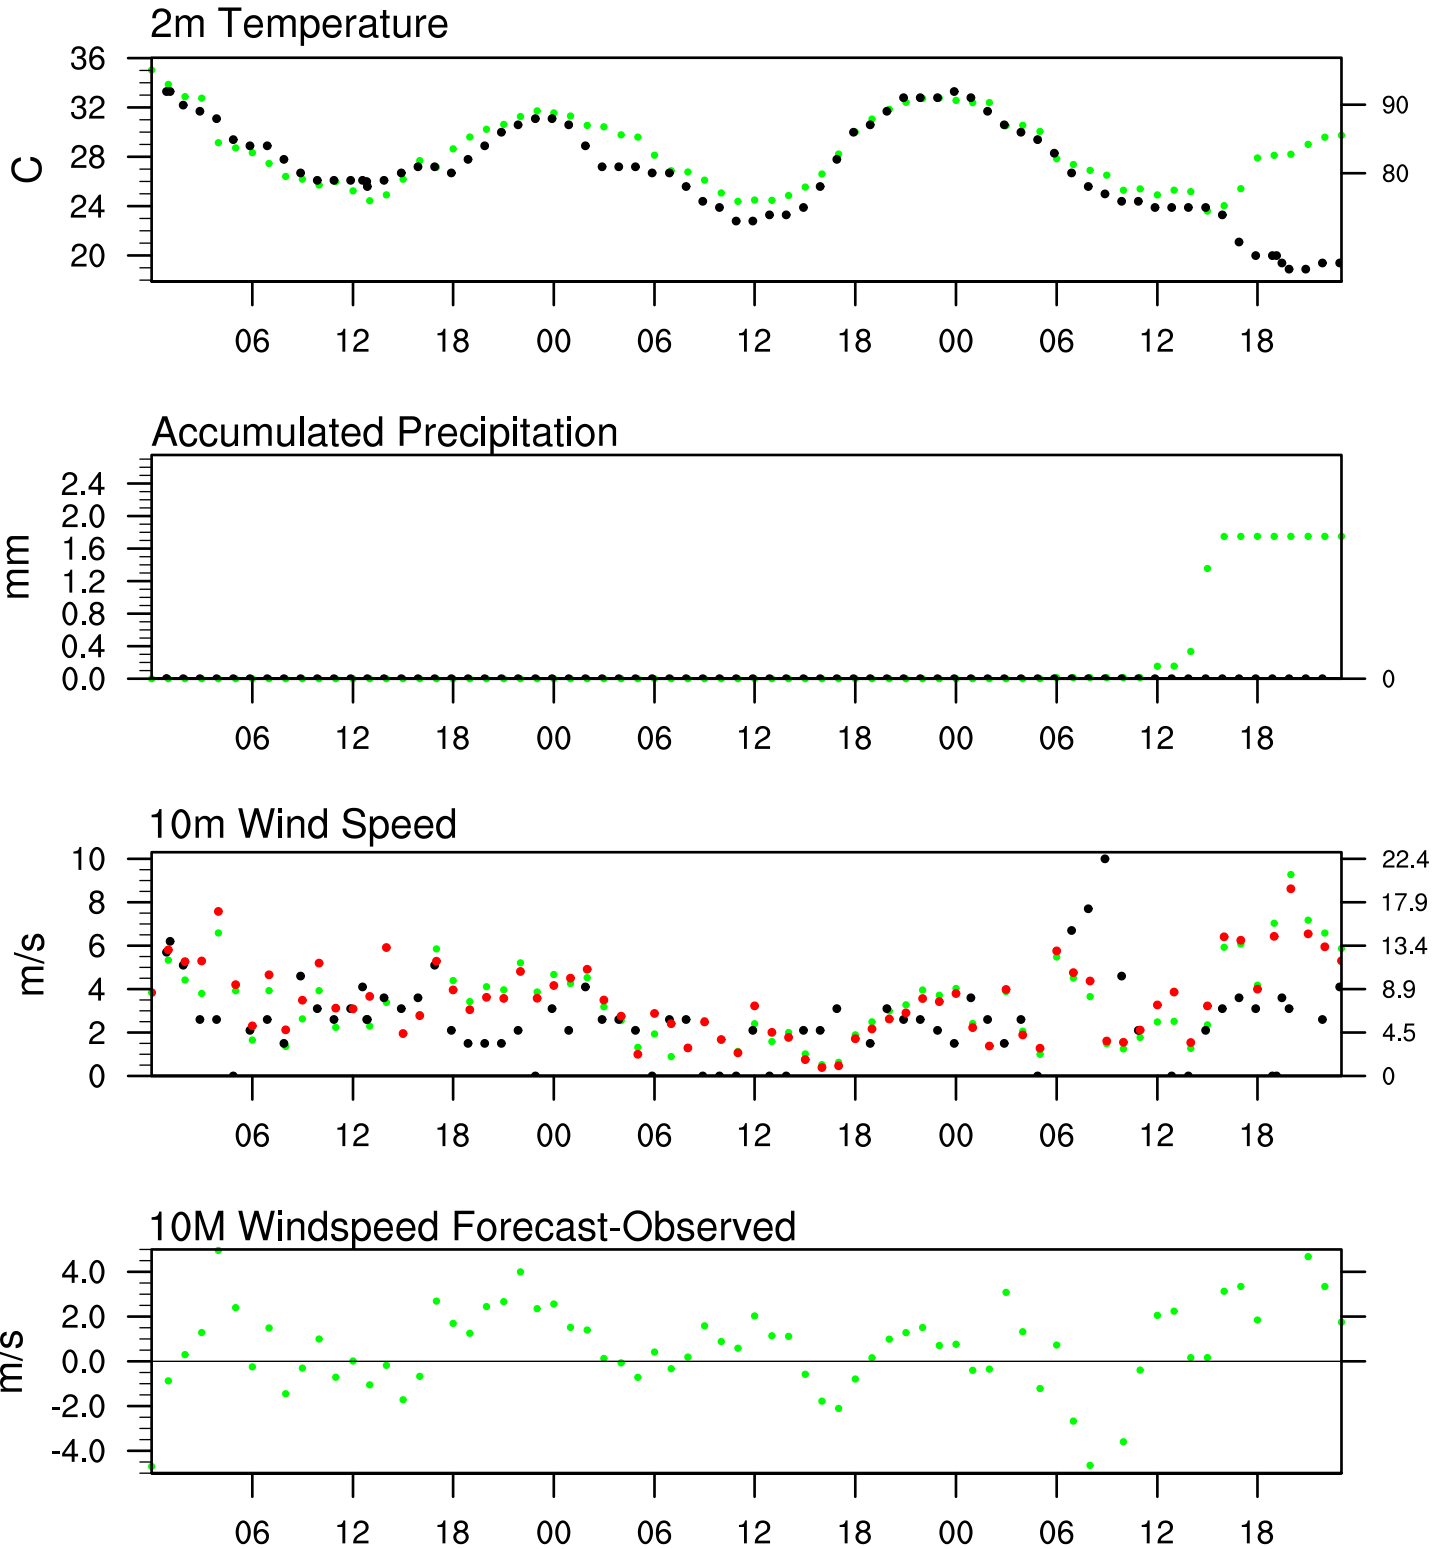 2m Temperature
36
32
28
24
20
C
90
80
06 12 18 00 06 12 18 00 06 12 18
Accumulated Precipitation
2.4
2.0
1.6
1.2
0.8
0.4
0.0
mm
0
06 12 18 00 06 12 18 00 06 12 18
10m Wind Speed
10
8
6
4
2
0
m/s
22.4
17.9
13.4
8.9
4.5
0
06 12 18 00 06 12 18 00 06 12 18
10M Windspeed Forecast-Observed
4.0
2.0
0.0
-2.0
-4.0
m/s
06 12 18 00 06 12 18 00 06 12 18